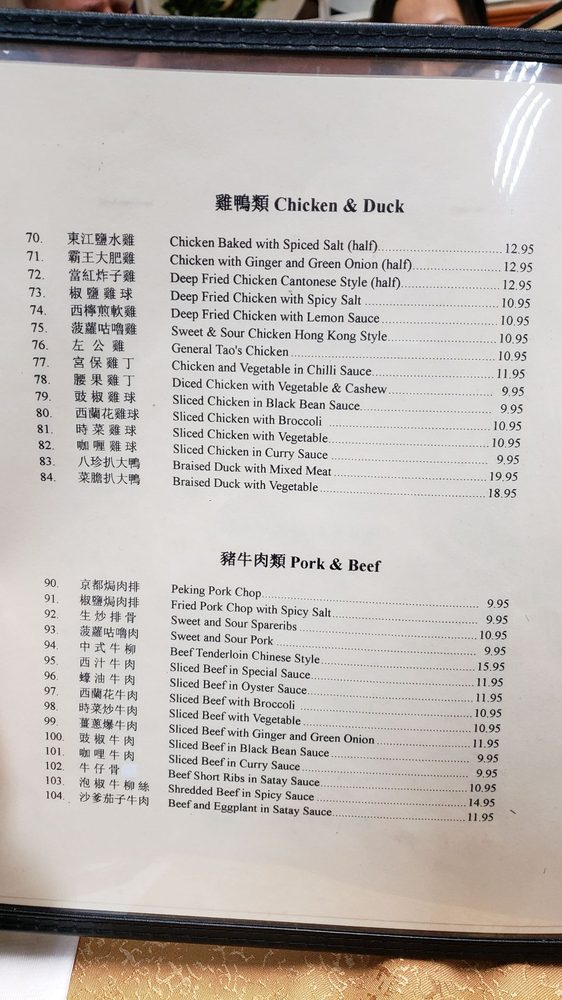 雞鴨類 Chicken & Duck
70. 東江鹽水雞 Chicken Baked with Spiced Salt (half)..........12.95
71. 霸王大肥雞 Chicken with Ginger and Green Onion (half)..........12.95
72. 當紅炸子雞 Deep Fried Chicken Cantonese Style (half)..........12.95
73. 椒鹽雞球 Deep Fried Chicken with Spicy Salt..........10.95
74. 西檸煎軟雞 Deep Fried Chicken with Lemon Sauce..........10.95
75. 菠蘿咕嚕雞 Sweet & Sour Chicken Hong Kong Style..........10.95
76. 左公雞 General Tao's Chicken..........10.95
77. 宮保雞丁 Chicken and Vegetable in Chilli Sauce..........11.95
78. 腰果雞丁 Diced Chicken with Vegetable & Cashew..........9.95
79. 豉椒雞球 Sliced Chicken in Black Bean Sauce..........9.95
80. 西蘭花雞球 Sliced Chicken with Broccoli..........10.95
81. 時菜雞球 Sliced Chicken with Vegetable..........10.95
82. 咖喱雞球 Sliced Chicken in Curry Sauce..........9.95
83. 八珍扒大鴨 Braised Duck with Mixed Meat..........19.95
84. 菜膽扒大鴨 Braised Duck with Vegetable..........18.95
豬牛肉類 Pork & Beef
90. 京都焗肉排 Peking Pork Chop..........9.95
91. 椒鹽焗肉排 Fried Pork Chop with Spicy Salt..........9.95
92. 生炒排骨 Sweet and Sour Spareribs..........10.95
93. 菠蘿咕嚕肉 Sweet and Sour Pork..........9.95
94. 中式牛柳 Beef Tenderloin Chinese Style..........15.95
95. 西汁牛肉 Sliced Beef in Special Sauce..........11.95
96. 蠔油牛肉 Sliced Beef in Oyster Sauce..........11.95
97. 西蘭花牛肉 Sliced Beef with Broccoli..........10.95
98. 時菜炒牛肉 Sliced Beef with Vegetable..........10.95
99. 薑蔥爆牛肉 Sliced Beef with Ginger and Green Onion..........11.95
100. 豉椒牛肉 Sliced Beef in Black Bean Sauce..........9.95
101. 咖哩牛肉 Sliced Beef in Curry Sauce..........9.95
102. 牛仔骨 Beef Short Ribs in Satay Sauce..........10.95
103. 泡椒牛柳絲 Shredded Beef in Spicy Sauce..........14.95
104. 沙爹茄子牛肉 Beef and Eggplant in Satay Sauce..........11.95